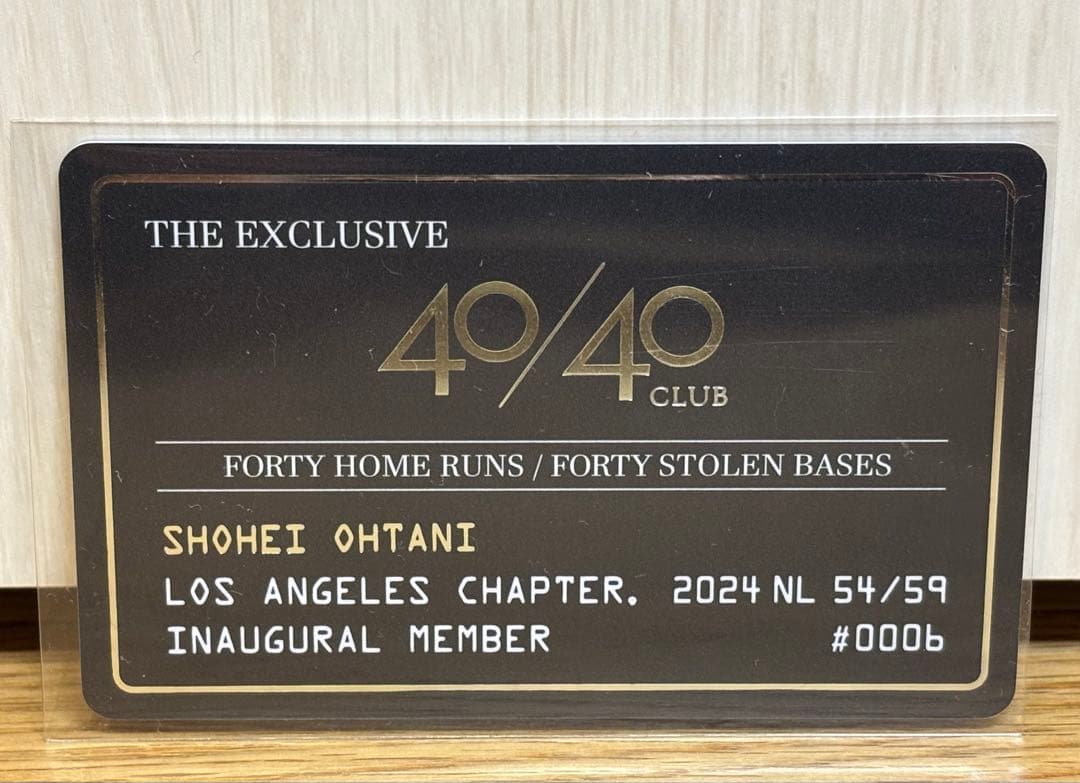 THE EXCLUSIVE
40/40
CLUB
FORTY HOME RUNS / FORTY STOLEN BASES
SHOHEI OHTANI
LOS ANGELES CHAPTER. 2024 NL 54/59
INAUGURAL MEMBER #0006